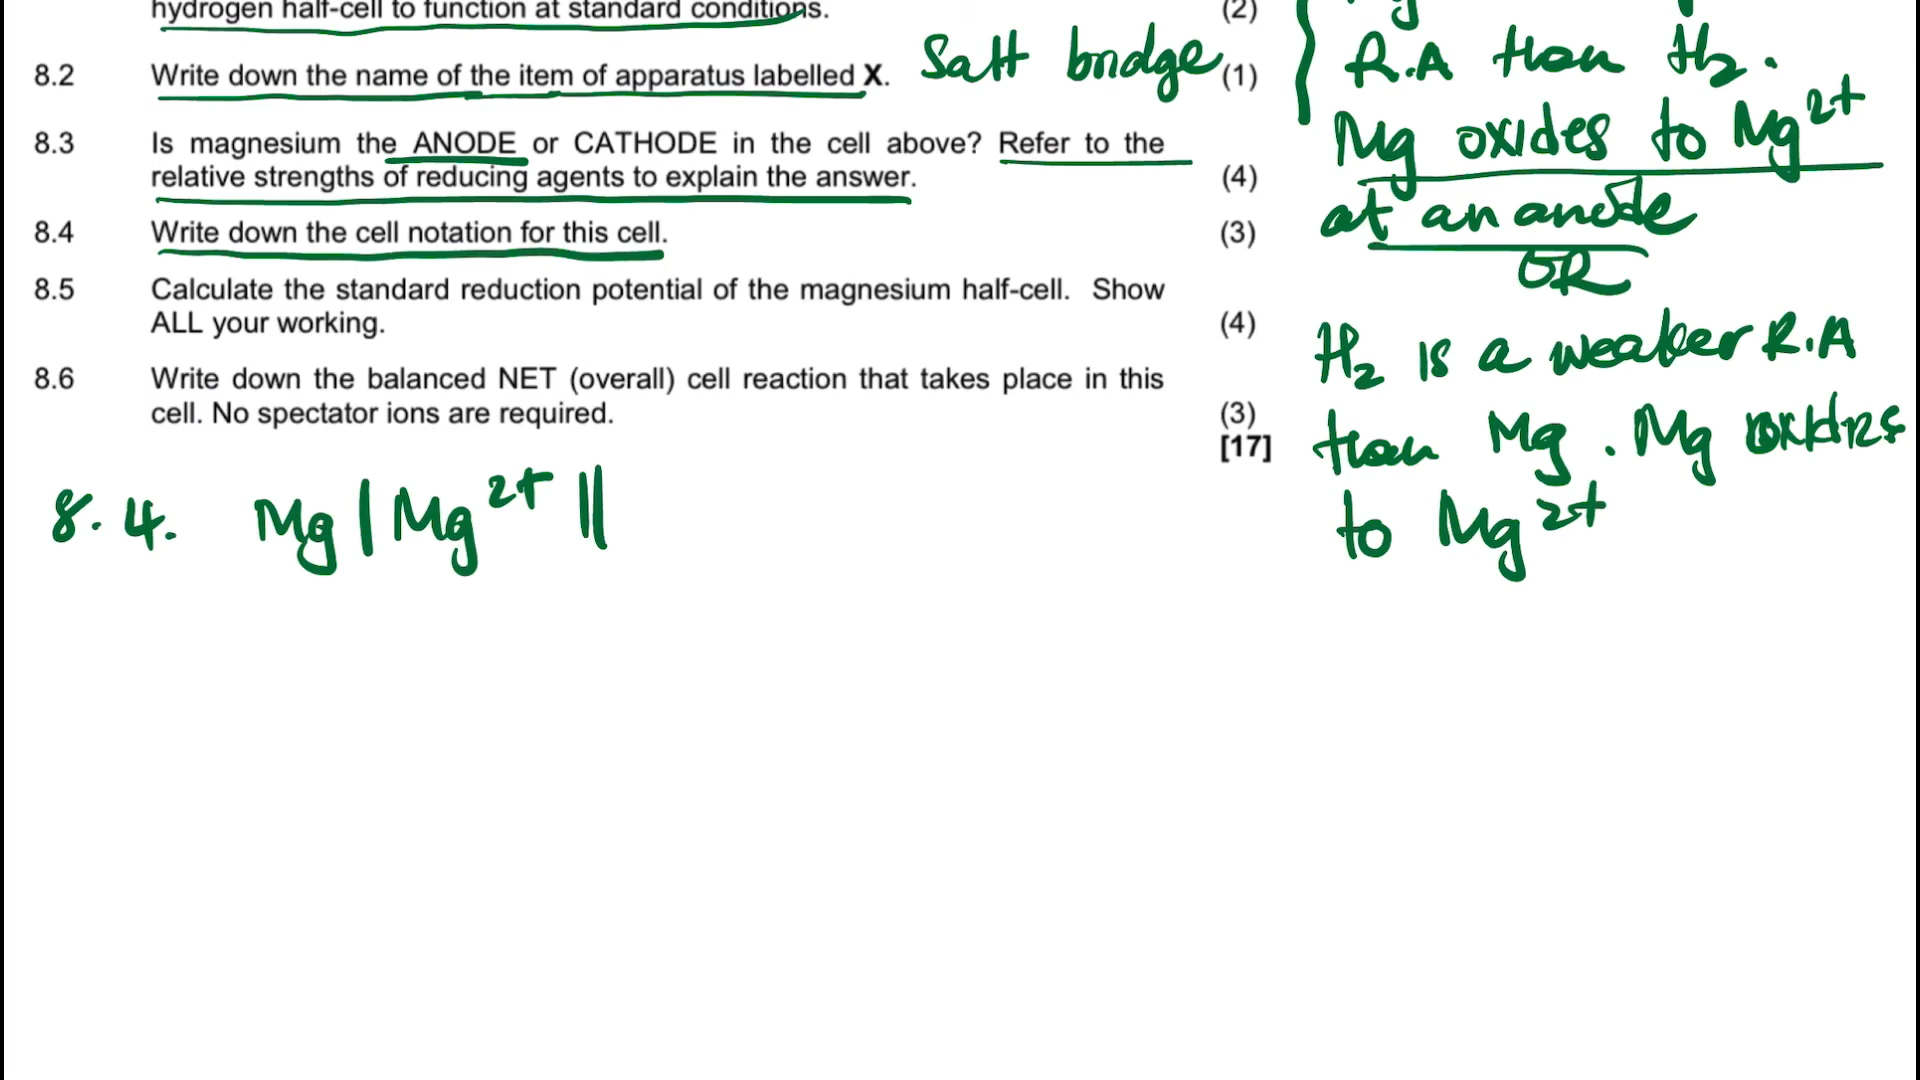 hydrogen half-cell to function at standard conditions. (2)
8.2 Write down the name of the item of apparatus labelled X. Salt bridge (1)
8.3 Is magnesium the ANODE or CATHODE in the cell above? Refer to the
relative strengths of reducing agents to explain the answer. (4)
8.4 Write down the cell notation for this cell. (3)
8.5 Calculate the standard reduction potential of the magnesium half-cell. Show
ALL your working. (4)
8.6 Write down the balanced NET (overall) cell reaction that takes place in this
cell. No spectator ions are required. (3)
[17]
R.A than H₂.
Mg oxides to Mg²⁺
at an anode
OR
H₂ is a weaker R.A
than Mg. Mg
to Mg²⁺
8.4. Mg | Mg²⁺ ||